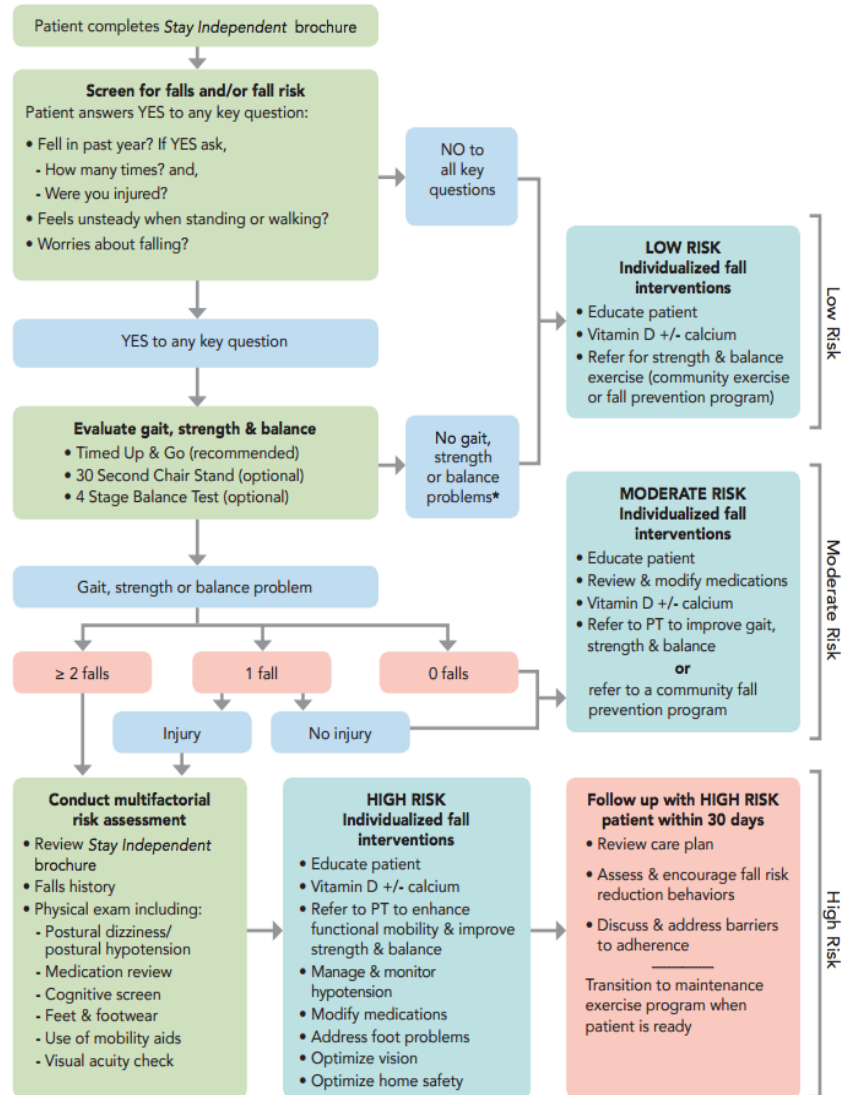 Patient completes Stay Independent brochure
Screen for falls and/or fall risk
Patient answers YES to any key question:
• Fell in past year? If YES ask,
- How many times? and,
- Were you injured?
• Feels unsteady when standing or walking?
• Worries about falling?
NO to
all key
questions
YES to any key question
Evaluate gait, strength & balance
• Timed Up & Go (recommended)
• 30 Second Chair Stand (optional)
• 4 Stage Balance Test (optional)
No gait,
strength
or balance
problems*
LOW RISK
Individualized fall
interventions
• Educate patient
• Vitamin D +/- calcium
• Refer for strength & balance
exercise (community exercise
or fall prevention program)
Low Risk
Gait, strength or balance problem
≥ 2 falls
1 fall
0 falls
Injury
No injury
MODERATE RISK
Individualized fall
interventions
• Educate patient
• Review & modify medications
• Vitamin D +/- calcium
• Refer to PT to improve gait,
strength & balance
or
refer to a community fall
prevention program
Moderate Risk
Conduct multifactorial
risk assessment
• Review Stay Independent
brochure
• Falls history
• Physical exam including:
- Postural dizziness/
postural hypotension
- Medication review
- Cognitive screen
- Feet & footwear
- Use of mobility aids
- Visual acuity check
HIGH RISK
Individualized fall
interventions
• Educate patient
• Vitamin D +/- calcium
• Refer to PT to enhance
functional mobility & improve
strength & balance
• Manage & monitor
hypotension
• Modify medications
• Address foot problems
• Optimize vision
• Optimize home safety
Follow up with HIGH RISK
patient within 30 days
• Review care plan
• Assess & encourage fall risk
reduction behaviors
• Discuss & address barriers
to adherence
Transition to maintenance
exercise program when
patient is ready
High Risk